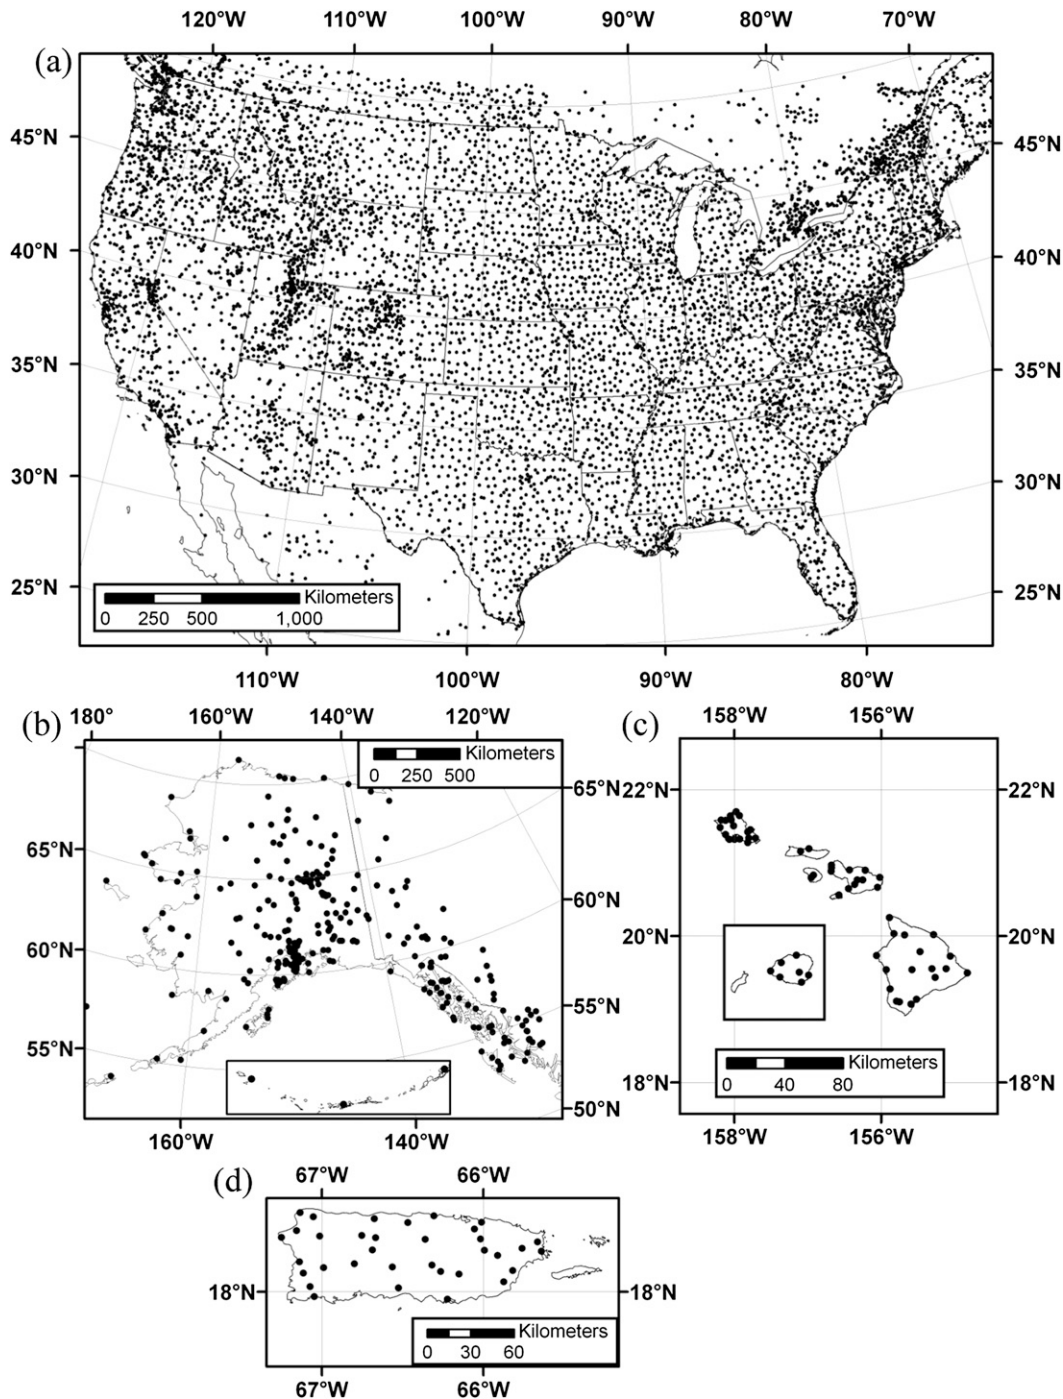 120°W 110°W 100°W 90°W 80°W 70°W
(a)
45°N 45°N
40°N 40°N
35°N 35°N
30°N 30°N
25°N 25°N
Kilometers
0 250 500 1,000
110°W 100°W 90°W 80°W
(b)
180° 160°W 140°W 120°W
Kilometers
0 250 500
65°N 65°N
60°N 60°N
55°N 55°N
50°N
160°W 140°W
(c)
158°W 156°W
22°N 22°N
20°N 20°N
18°N 18°N
Kilometers
0 40 80
158°W 156°W
(d)
67°W 66°W
18°N 18°N
Kilometers
0 30 60
67°W 66°W